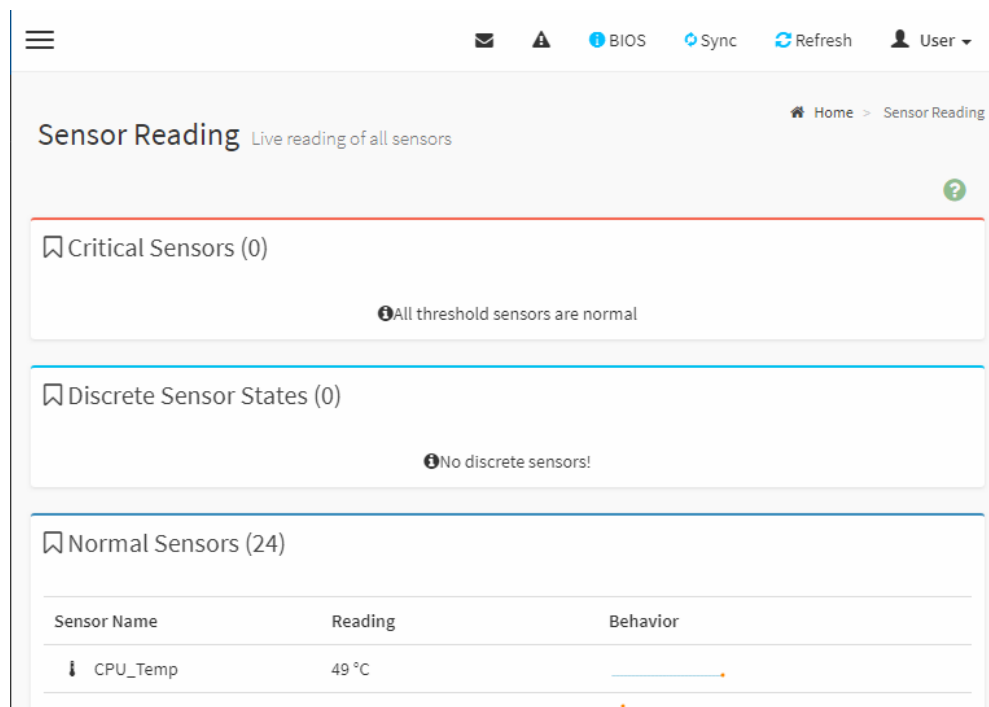 BIOS Sync Refresh User
Home > Sensor Reading
Sensor Reading Live reading of all sensors
Critical Sensors (0)
All threshold sensors are normal
Discrete Sensor States (0)
No discrete sensors!
Normal Sensors (24)
Sensor Name Reading Behavior
CPU_Temp 49 °C